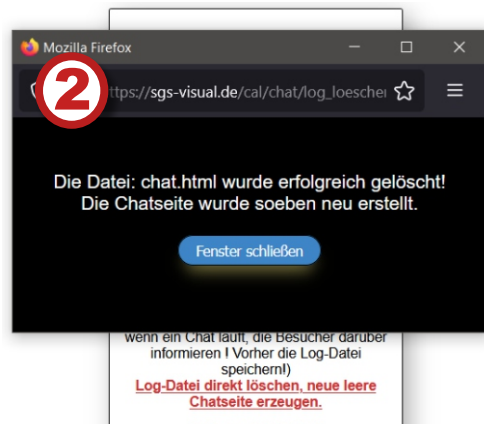 Mozilla Firefox
2
ttps://sgs-visual.de/cal/chat/log_loescher
Die Datei: chat.html wurde erfolgreich gelöscht!
Die Chatseite wurde soeben neu erstellt.
Fenster schließen
wenn ein Chat läuft, die Besucher darüber
informieren ! Vorher die Log-Datei
speichern!)
Log-Datei direkt löschen, neue leere
Chatseite erzeugen.